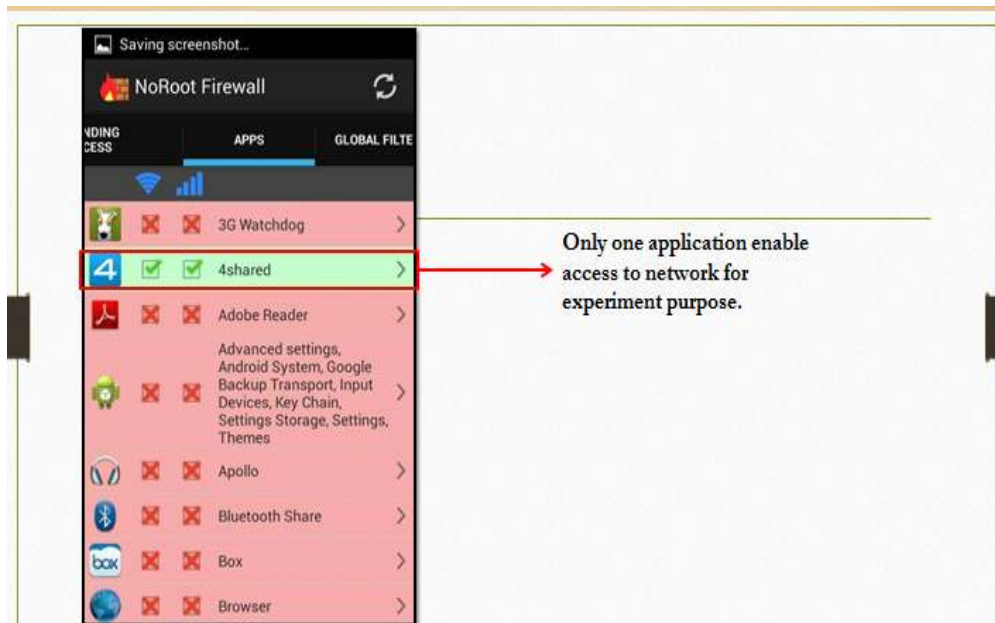 Saving screenshot...
NoRoot Firewall
NDING
CESS
APPS
GLOBAL FILTE
3G Watchdog
4
4shared
Adobe Reader
Advanced settings,
Android System, Google
Backup Transport, Input
Devices, Key Chain,
Settings Storage, Settings,
Themes
Apollo
Bluetooth Share
box
Box
Browser
Only one application enable
access to network for
experiment purpose.